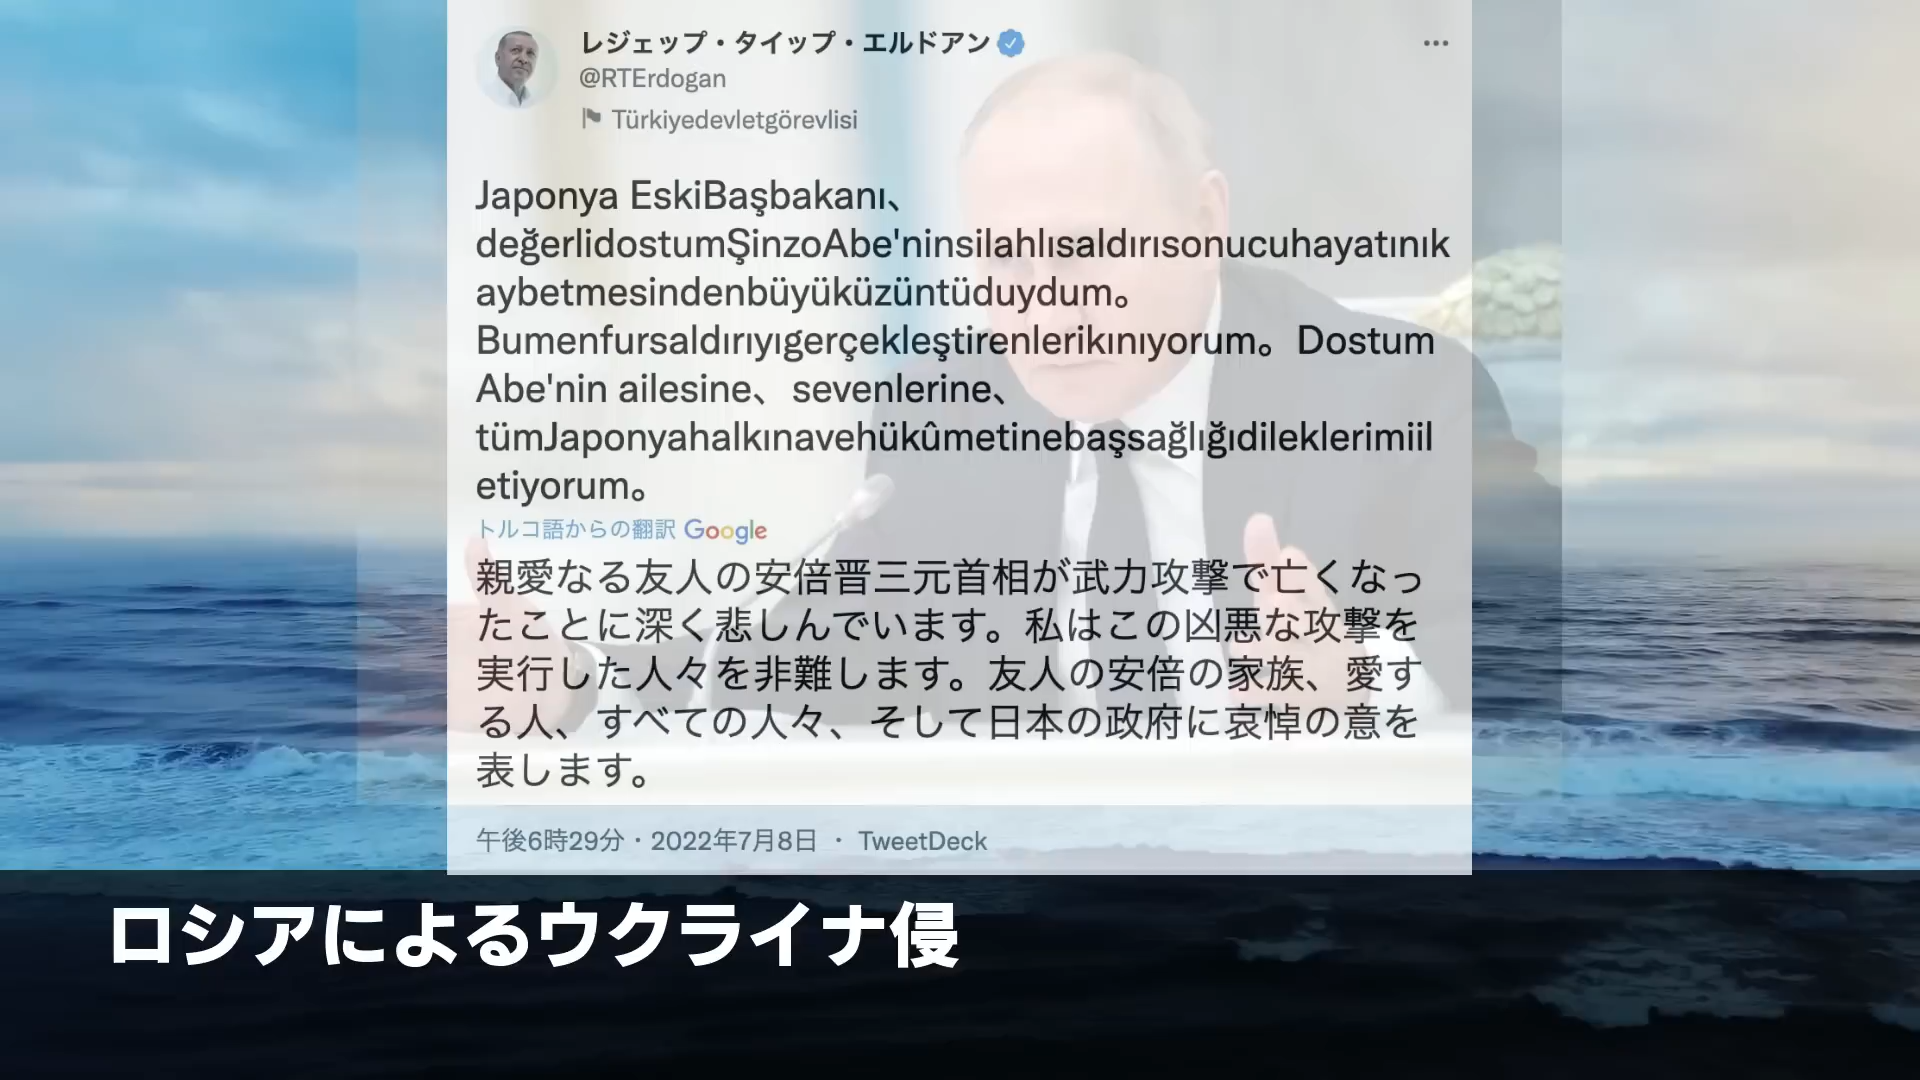 レジェップ・タイップ・エルドアン
@RTErdogan
Türkiyedevletgörevlisi
Japonya EskiBaşbakanı、
değerlidostumŞinzoAbe'ninsilahlısaldırısonucuhayatınık
aybetmesindenbüyüküzüntüduydum。
Bumenfursaldırıyıgerçekleştirenlerikınıyorum。Dostum
Abe'nin ailesine、sevenlerine、
tümJaponyahalkınavehükûmetinebaşsağlığıdileklerimiil
etiyorum。
トルコ語からの翻訳 Google
親愛なる友人の安倍晋三元首相が武力攻撃で亡くなっ
たことに深く悲しんでいます。私はこの凶悪な攻撃を
実行した人々を非難します。友人の安倍の家族、愛す
る人、すべての人々、そして日本の政府に哀悼の意を
表します。
午後6時29分・2022年7月8日 ・ TweetDeck
ロシアによるウクライナ侵